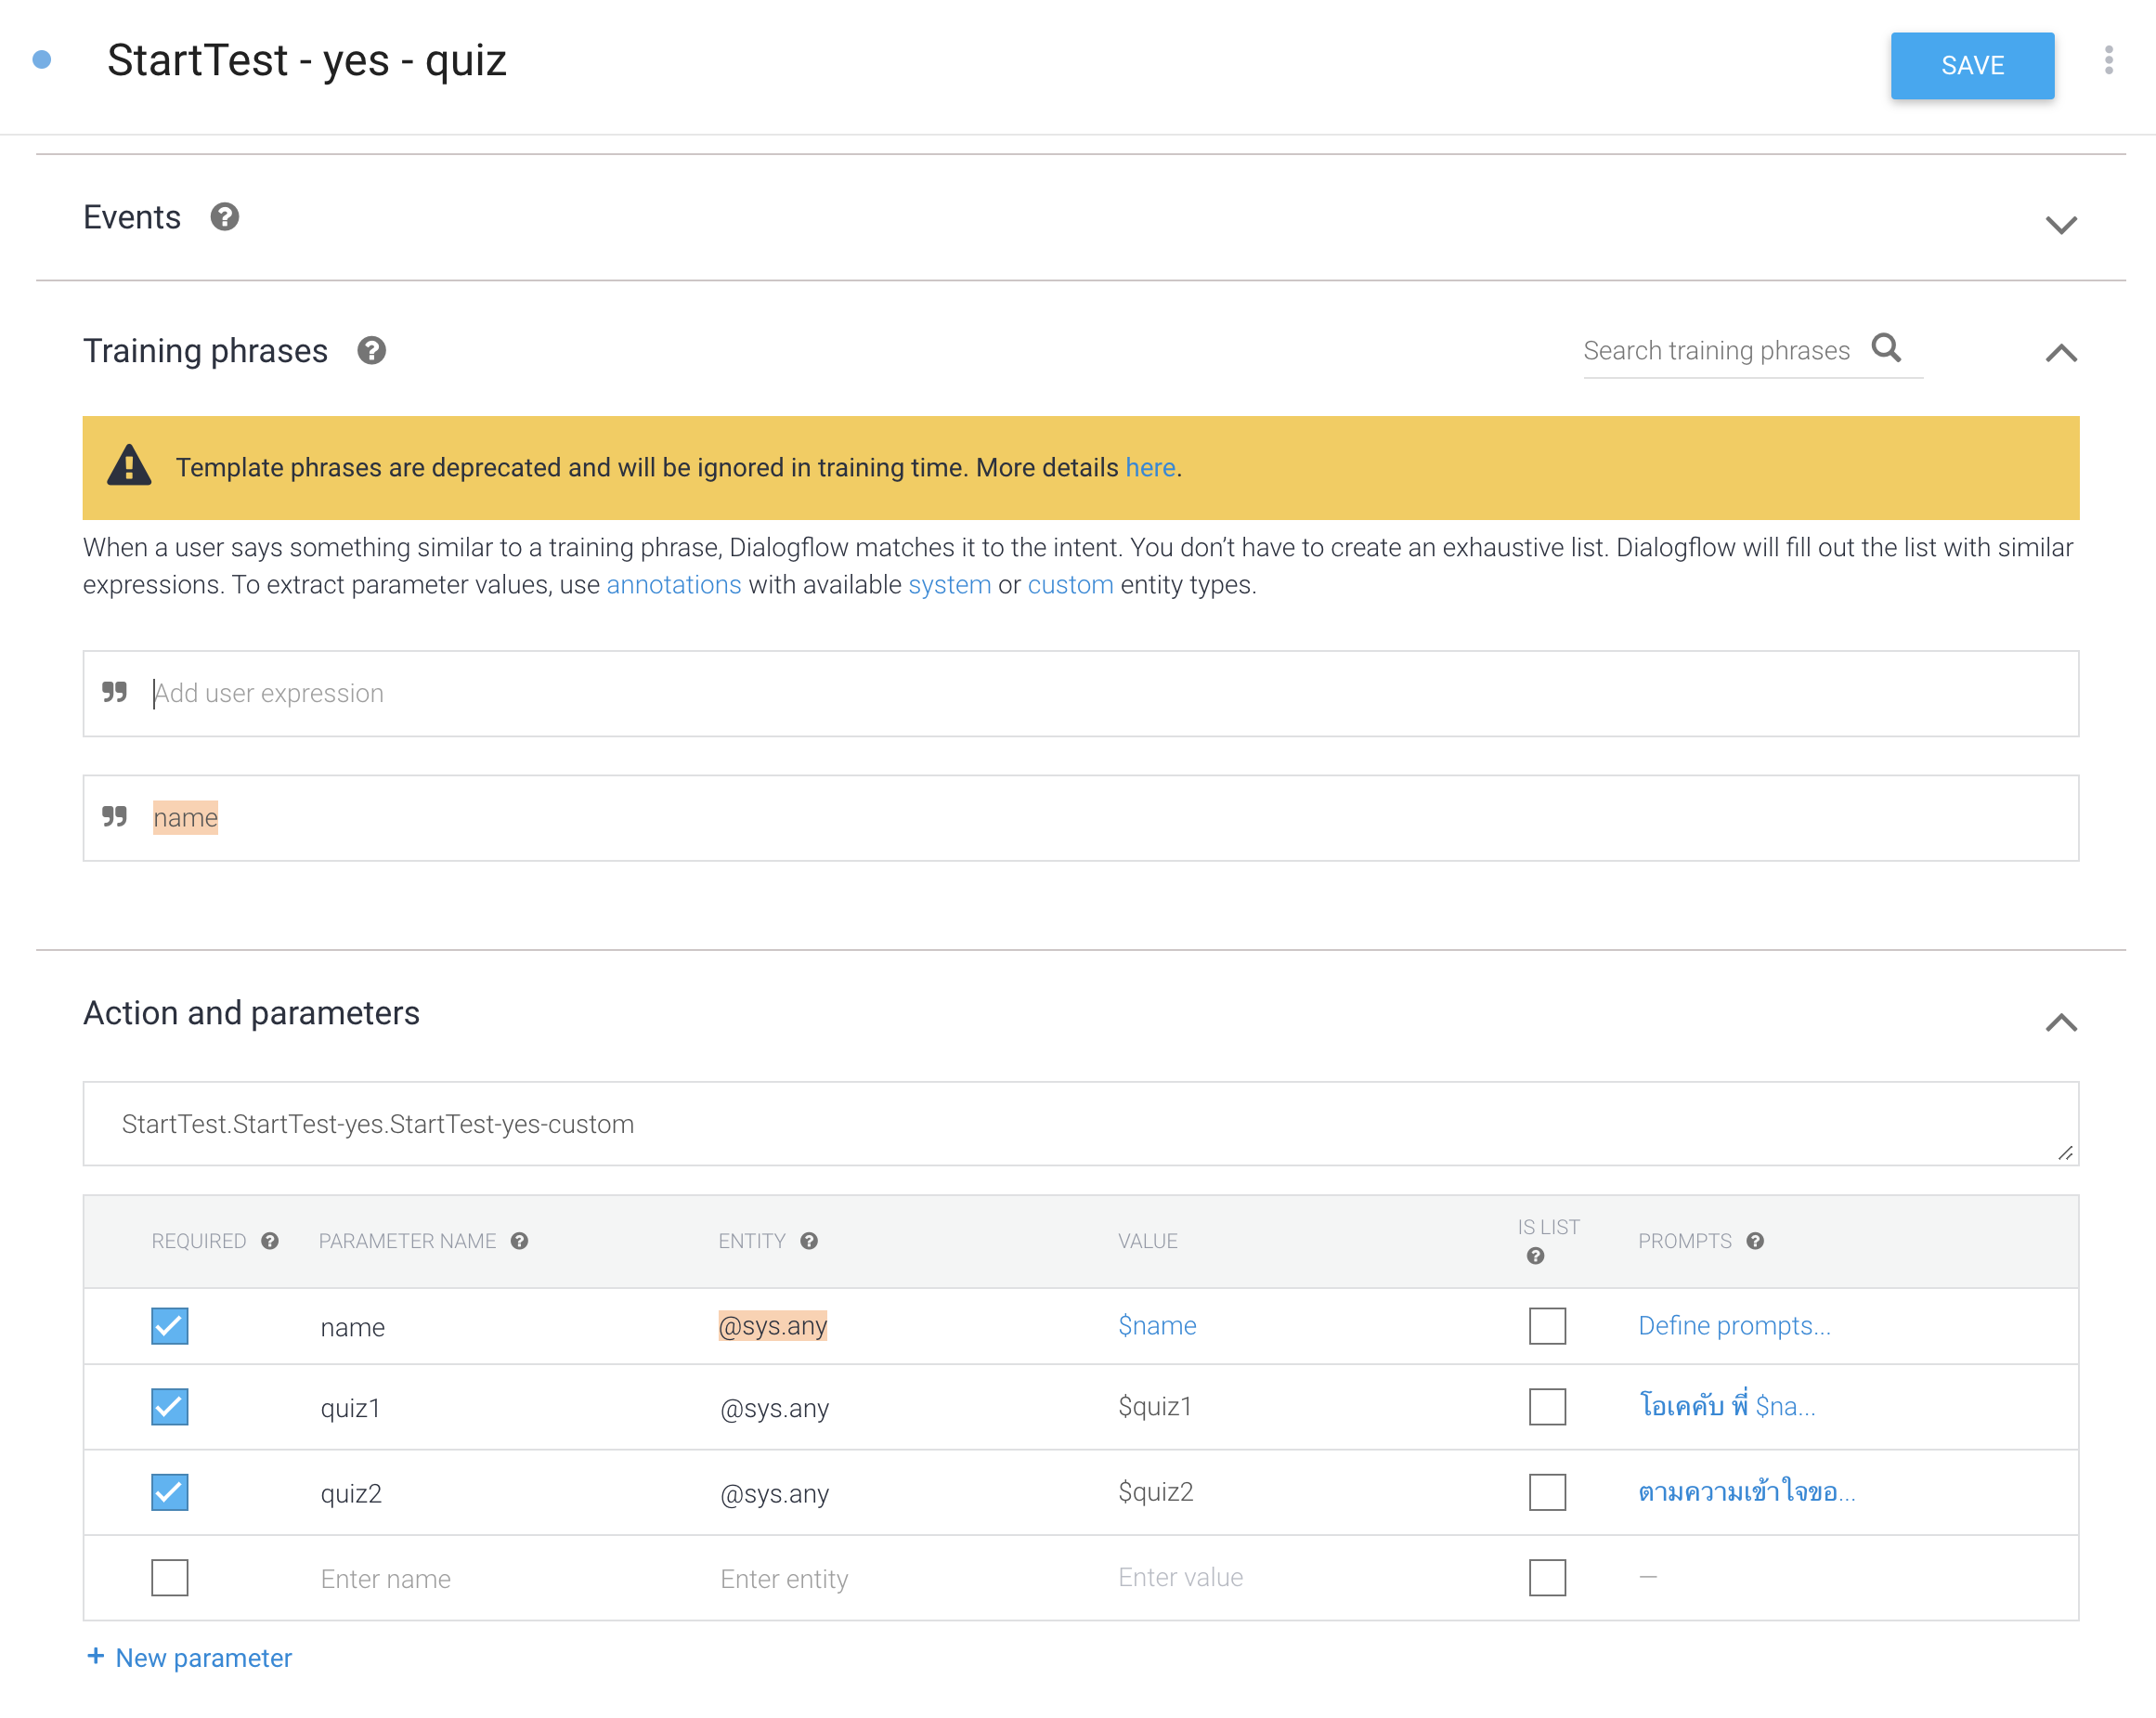 StartTest - yes - quiz
SAVE
Events
Training phrases
Search training phrases
Template phrases are deprecated and will be ignored in training time. More details here.
When a user says something similar to a training phrase, Dialogflow matches it to the intent. You don’t have to create an exhaustive list. Dialogflow will fill out the list with similar
expressions. To extract parameter values, use annotations with available system or custom entity types.
Add user expression
name
Action and parameters
StartTest.StartTest-yes.StartTest-yes-custom
REQUIRED PARAMETER NAME ENTITY VALUE IS LIST PROMPTS
name @sys.any $name Define prompts...
quiz1 @sys.any $quiz1 โอเคคับ พี่ $na...
quiz2 @sys.any $quiz2 ตามความเข้าใจขอ...
Enter name Enter entity Enter value —
+ New parameter